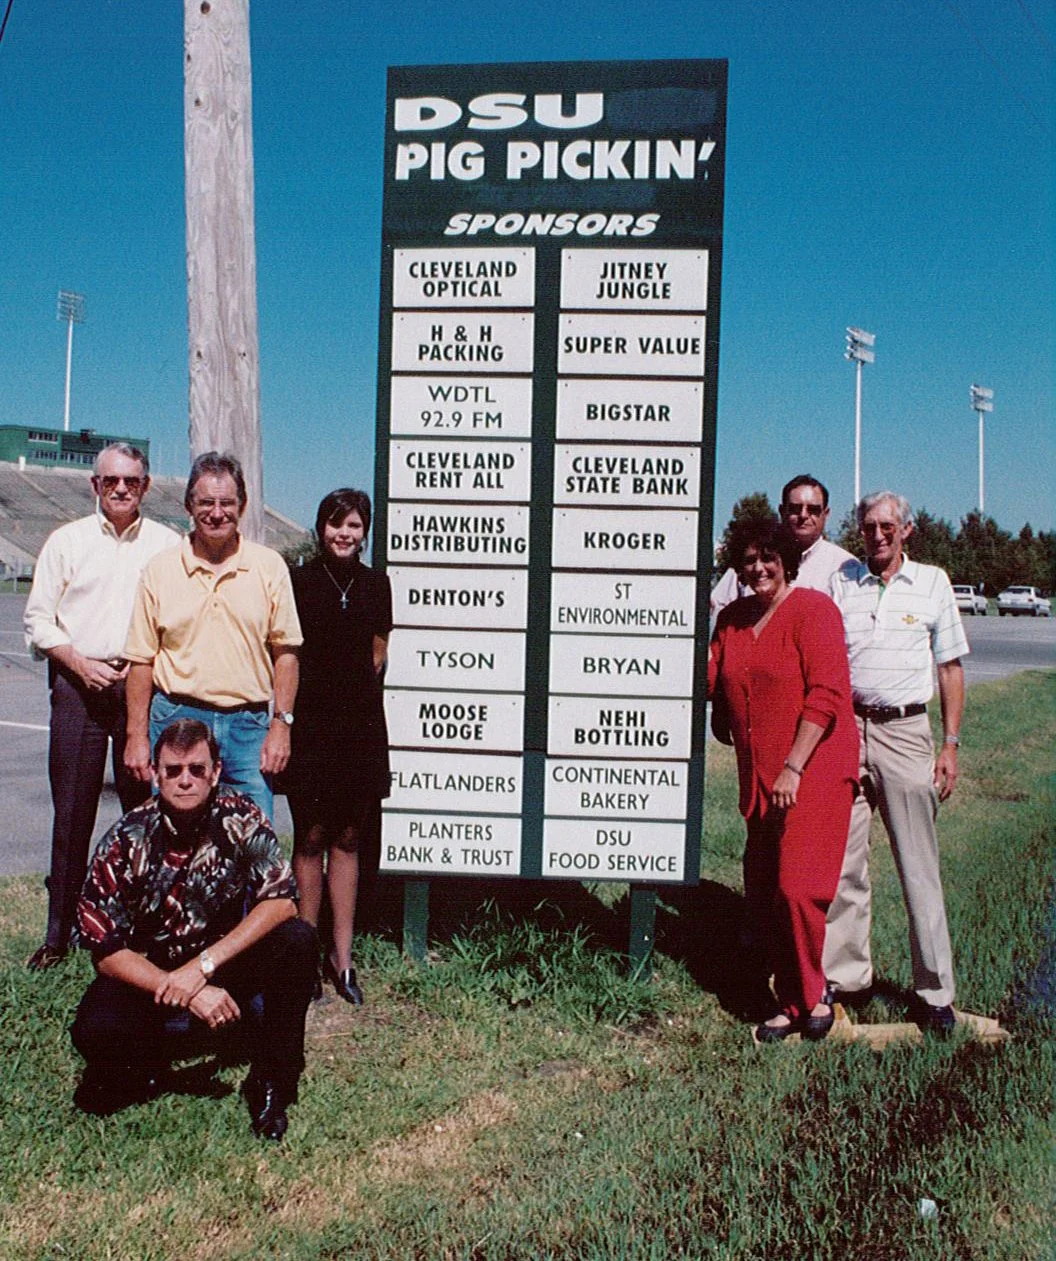 DSU
PIG PICKIN'
SPONSORS
CLEVELAND
OPTICAL
JITNEY
JUNGLE
H & H
PACKING
SUPER VALUE
WDTL
92.9 FM
BIGSTAR
CLEVELAND
RENT ALL
CLEVELAND
STATE BANK
HAWKINS
DISTRIBUTING
KROGER
DENTON'S
ST
ENVIRONMENTAL
TYSON
BRYAN
MOOSE
LODGE
NEHI
BOTTLING
FLATLANDERS
CONTINENTAL
BAKERY
PLANTERS
BANK & TRUST
DSU
FOOD SERVICE